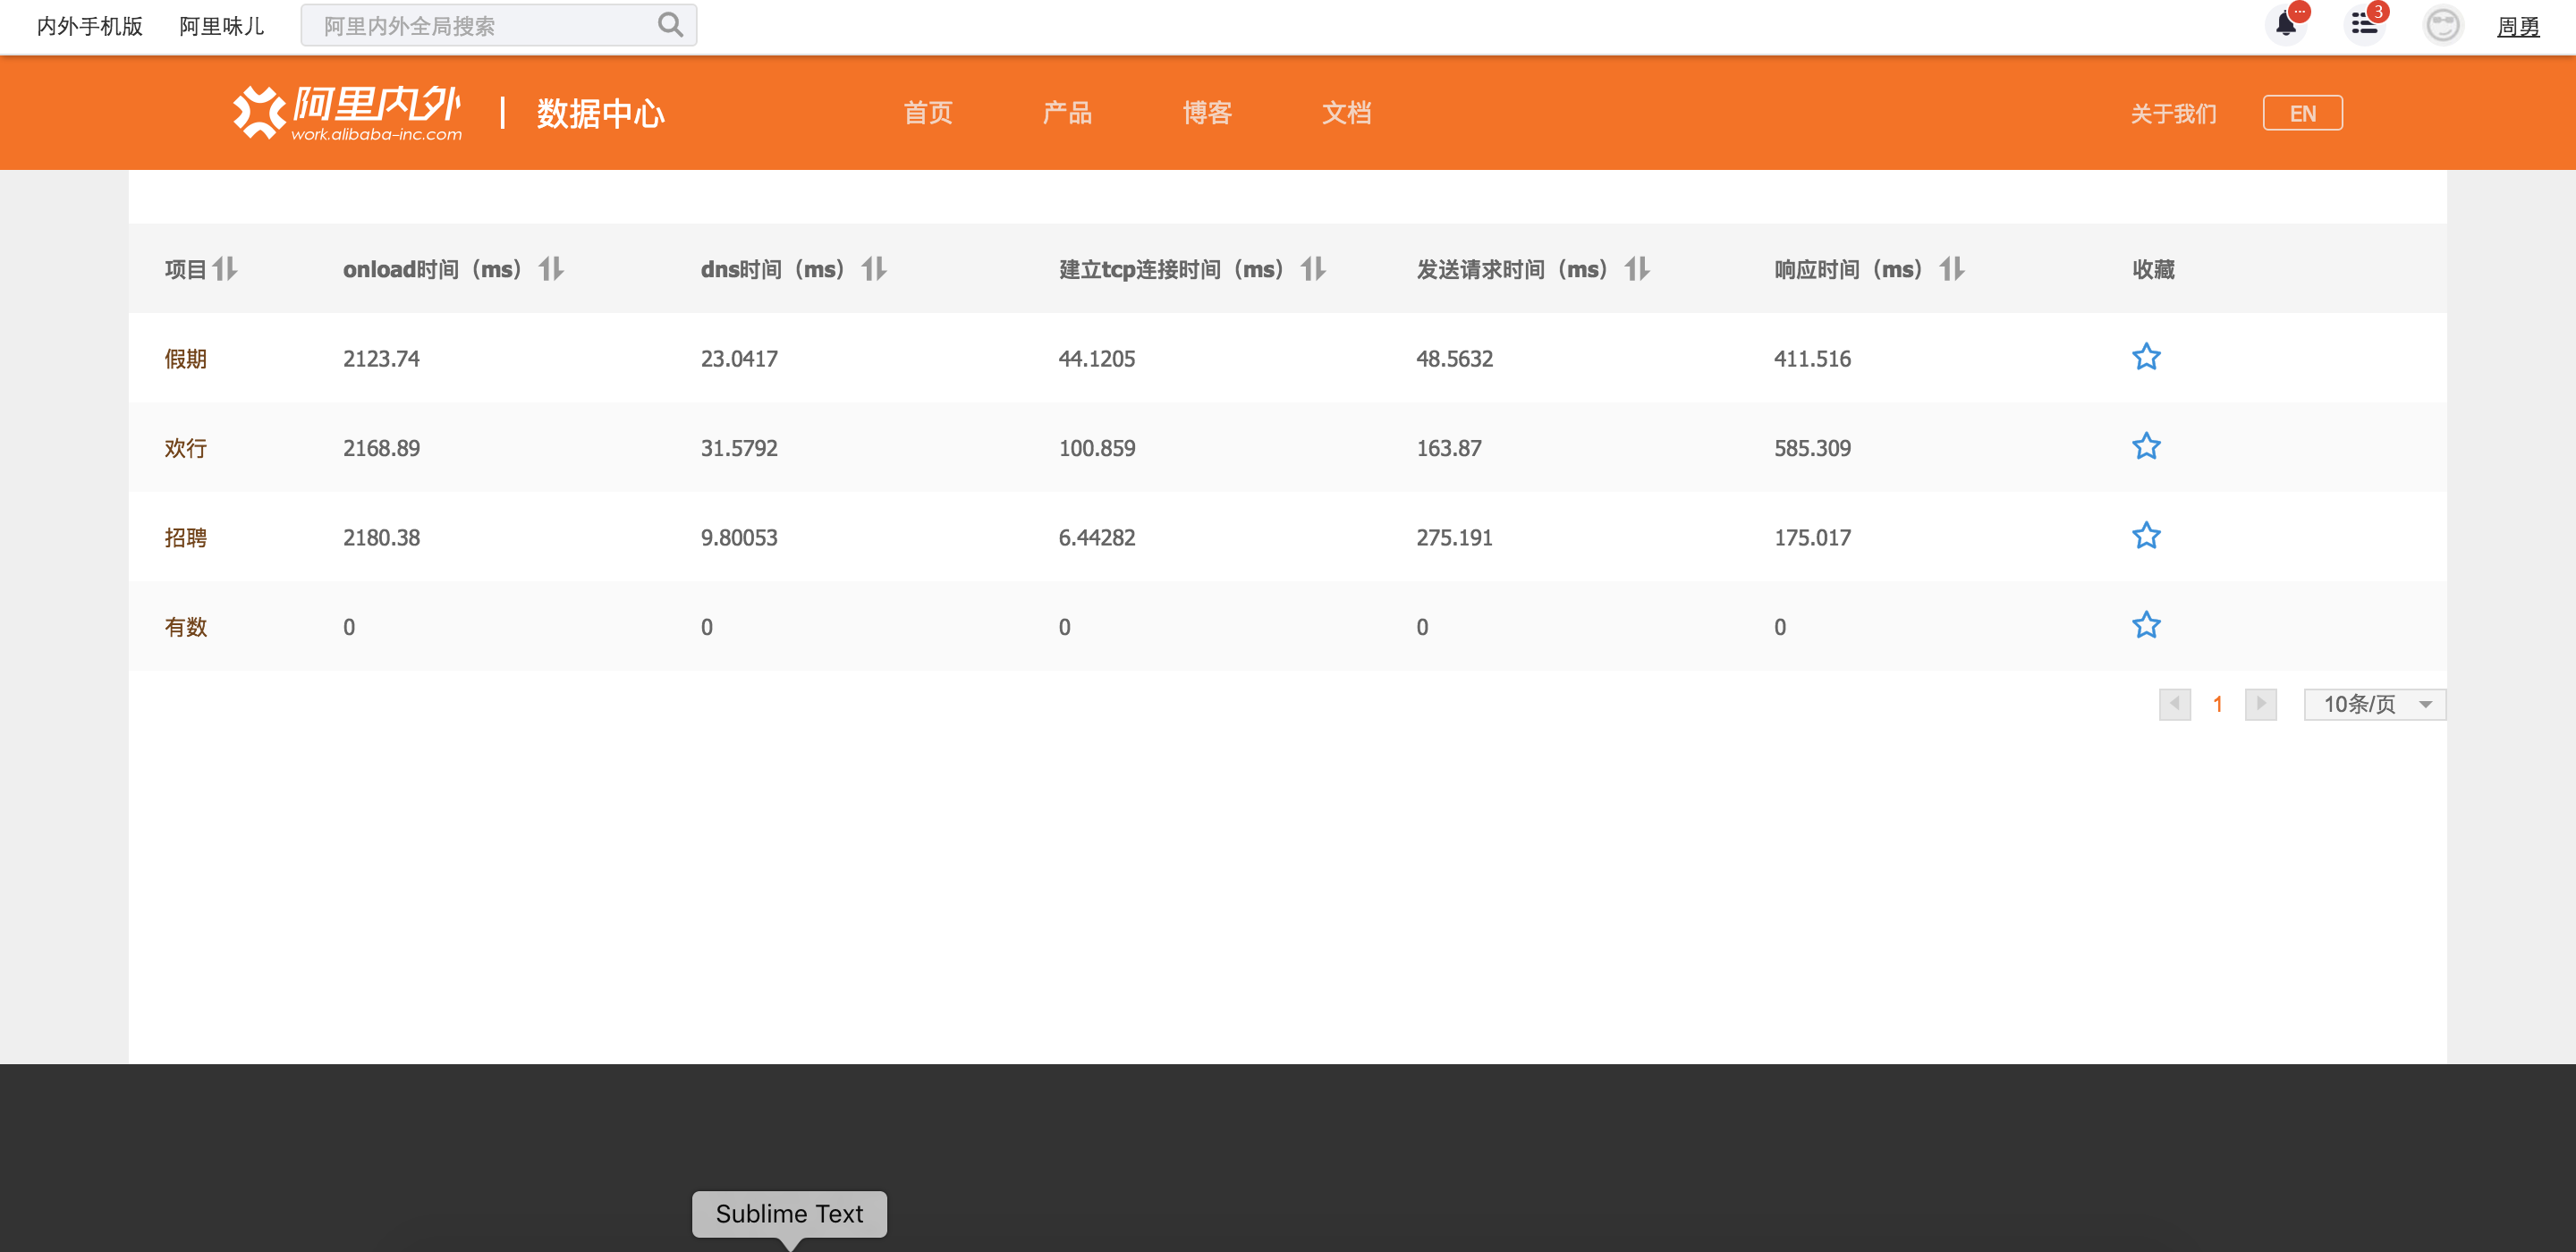 内外手机版 阿里味儿 阿里内外全局搜索 ... 3 周勇
阿里内外 | 数据中心 首页 产品 博客 文档 关于我们 EN
work.alibaba-inc.com
项目 onload时间（ms） dns时间（ms） 建立tcp连接时间（ms） 发送请求时间（ms） 响应时间（ms） 收藏
假期 2123.74 23.0417 44.1205 48.5632 411.516
欢行 2168.89 31.5792 100.859 163.87 585.309
招聘 2180.38 9.80053 6.44282 275.191 175.017
有数 0 0 0 0 0
1 10条/页
Sublime Text